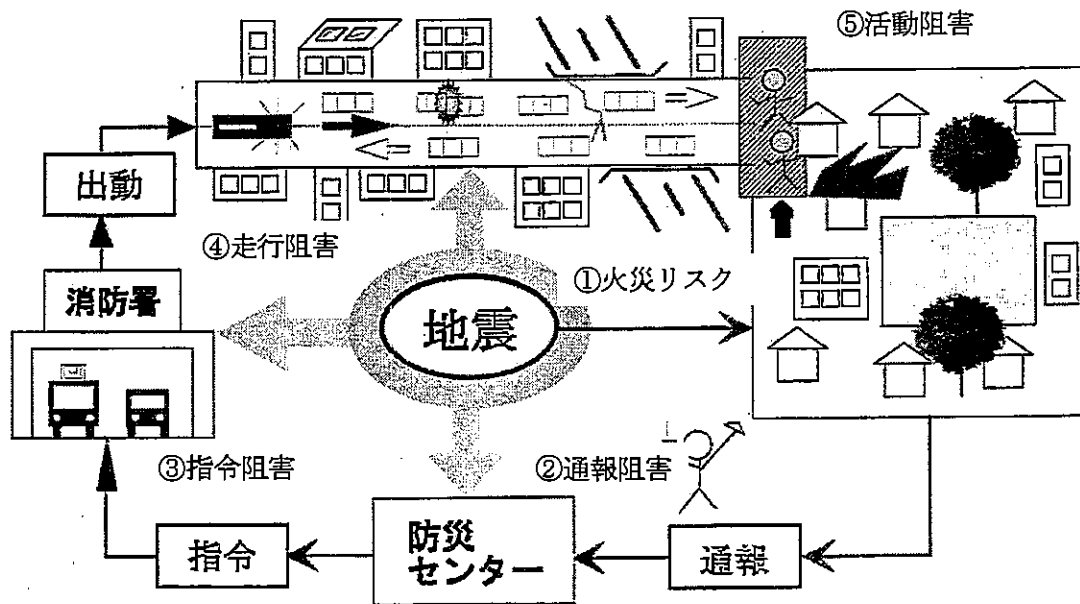 ⑤活動阻害
出動
④走行阻害
①火災リスク
消防署
地震
③指令阻害
②通報阻害
指令
防災
センター
通報